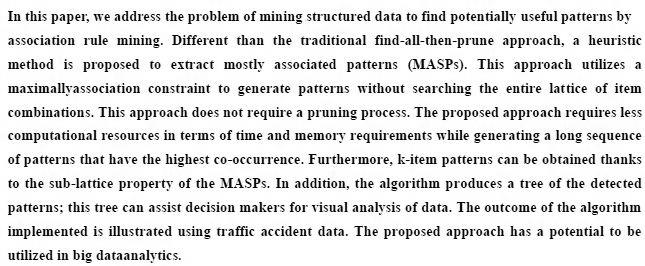 In this paper, we address the problem of mining structured data to find potentially useful patterns by
association rule mining. Different than the traditional find-all-then-prune approach, a heuristic
method is proposed to extract mostly associated patterns (MASPs). This approach utilizes a
maximallyassociation constraint to generate patterns without searching the entire lattice of item
combinations. This approach does not require a pruning process. The proposed approach requires less
computational resources in terms of time and memory requirements while generating a long sequence
of patterns that have the highest co-occurrence. Furthermore, k-item patterns can be obtained thanks
to the sub-lattice property of the MASPs. In addition, the algorithm produces a tree of the detected
patterns; this tree can assist decision makers for visual analysis of data. The outcome of the algorithm
implemented is illustrated using traffic accident data. The proposed approach has a potential to be
utilized in big dataanalytics.